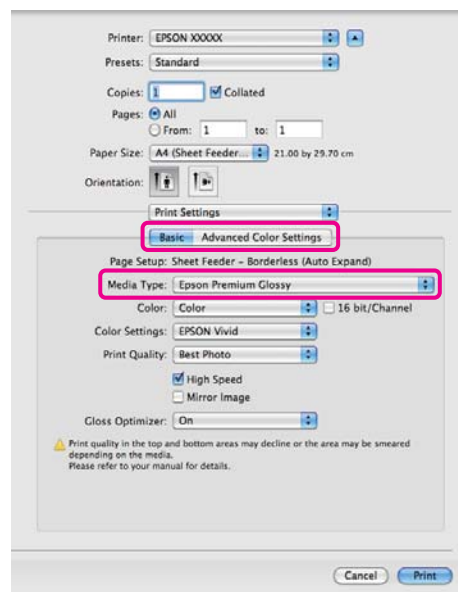 Printer: EPSON XXXXX
Presets: Standard
Copies: 1 Collated
Pages: All
From: 1 to: 1
Paper Size: A4 (Sheet Feeder... 21.00 by 29.70 cm
Orientation:
Print Settings
Basic Advanced Color Settings
Page Setup: Sheet Feeder - Borderless (Auto Expand)
Media Type: Epson Premium Glossy
Color: Color 16 bit/Channel
Color Settings: EPSON Vivid
Print Quality: Best Photo
High Speed
Mirror Image
Gloss Optimizer: On
Print quality in the top and bottom areas may decline or the area may be smeared
depending on the media.
Please refer to your manual for details.
Cancel Print